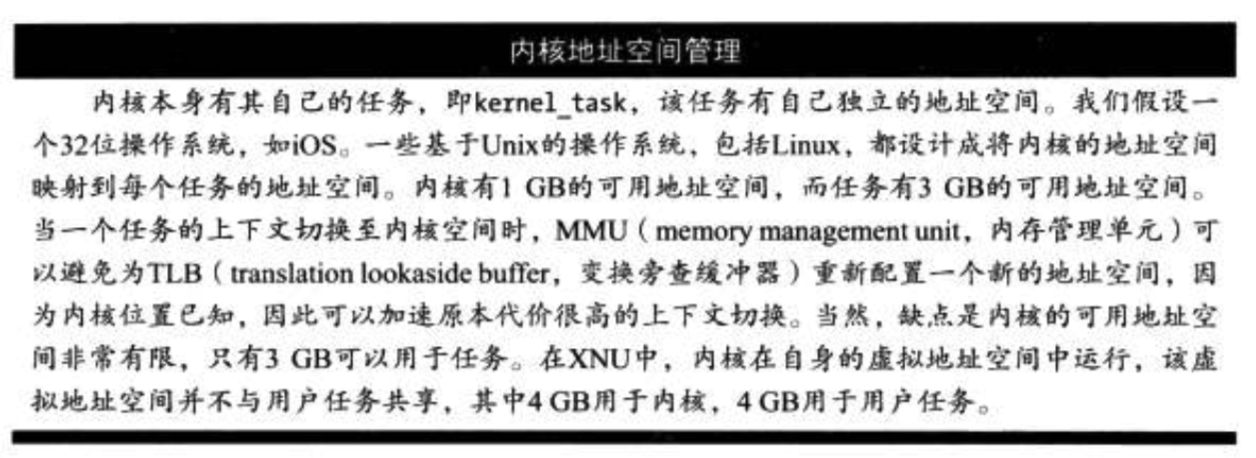 内核地址空间管理
内核本身有其自己的任务，即kernel_task，该任务有自己独立的地址空间。我们假设一
个32位操作系统，如iOS。一些基于Unix的操作系统，包括Linux，都设计成将内核的地址空间
映射到每个任务的地址空间。内核有1 GB的可用地址空间，而任务有3 GB的可用地址空间。
当一个任务的上下文切换至内核空间时，MMU（memory management unit，内存管理单元）可
以避免为TLB（translation lookaside buffer，变换旁查缓冲器）重新配置一个新的地址空间，因
为内核位置已知，因此可以加速原本代价很高的上下文切换。当然，缺点是内核的可用地址空
间非常有限，只有3 GB可以用于任务。在XNU中，内核在自身的虚拟地址空间中运行，该虚
拟地址空间并不与用户任务共享，其中4 GB用于内核，4 GB用于用户任务。